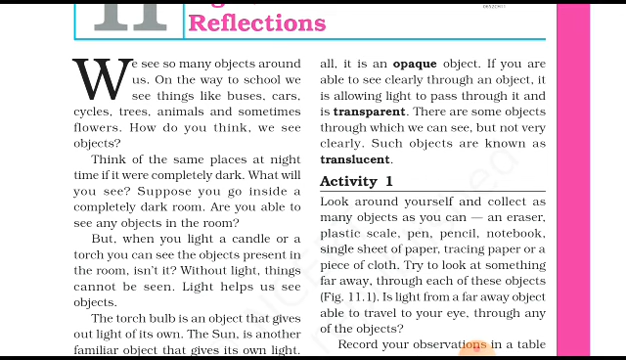 11
Reflections
We see so many objects around
us. On the way to school we
see things like buses, cars,
cycles, trees, animals and sometimes
flowers. How do you think, we see
objects?
Think of the same places at night
time if it were completely dark. What will
you see? Suppose you go inside a
completely dark room. Are you able to
see any objects in the room?
But, when you light a candle or a
torch you can see the objects present in
the room, isn't it? Without light, things
cannot be seen. Light helps us see
objects.
The torch bulb is an object that gives
out light of its own. The Sun, is another
familiar object that gives its own light.
all, it is an opaque object. If you are
able to see clearly through an object, it
is allowing light to pass through it and
is transparent. There are some objects
through which we can see, but not very
clearly. Such objects are known as
translucent.
Activity 1
Look around yourself and collect as
many objects as you can — an eraser,
plastic scale, pen, pencil, notebook,
single sheet of paper, tracing paper or a
piece of cloth. Try to look at something
far away, through each of these objects
(Fig. 11.1). Is light from a far away object
able to travel to your eye, through any
of the objects?
Record your observations in a table